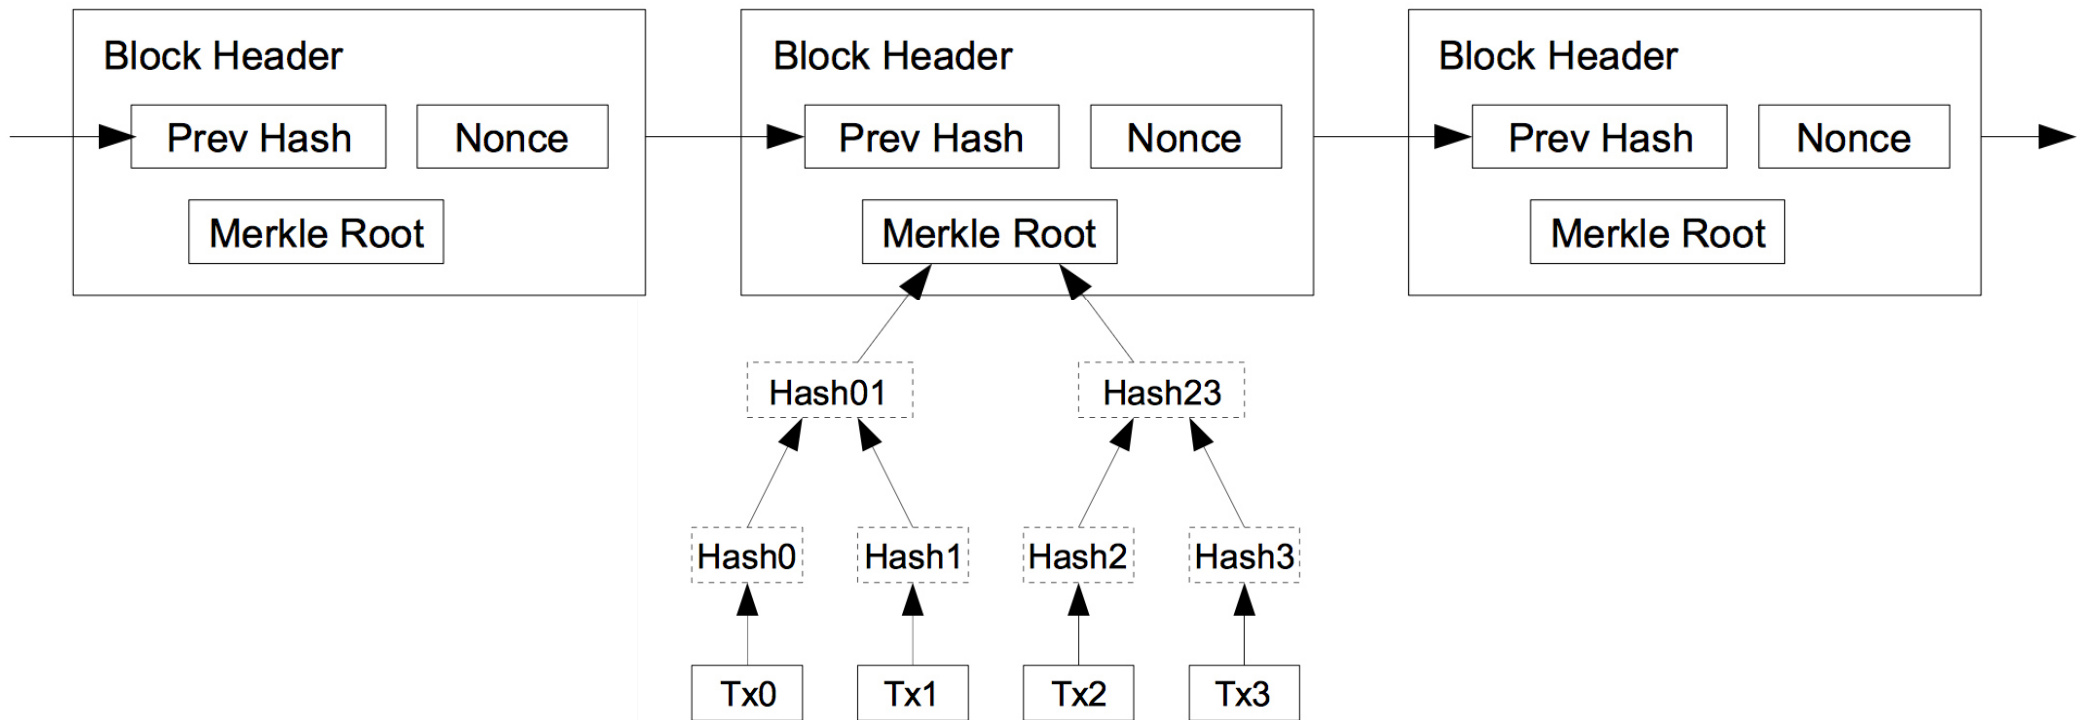 Block Header
Block Header
Block Header
Prev Hash
Nonce
Prev Hash
Nonce
Prev Hash
Nonce
Merkle Root
Merkle Root
Merkle Root
Hash01
Hash23
Hash0
Hash1
Hash2
Hash3
Tx0
Tx1
Tx2
Tx3